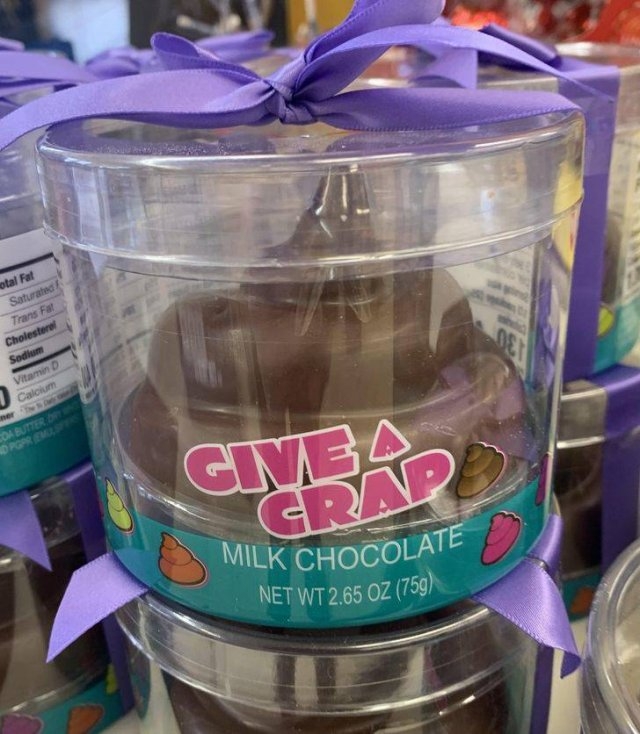 GIVE A
CRAP
MILK CHOCOLATE
NET WT 2.65 OZ (75g)
otal Fat
Saturated
Trans Fat
Cholesterol
Sodium
Vitamin D
Calcium
130